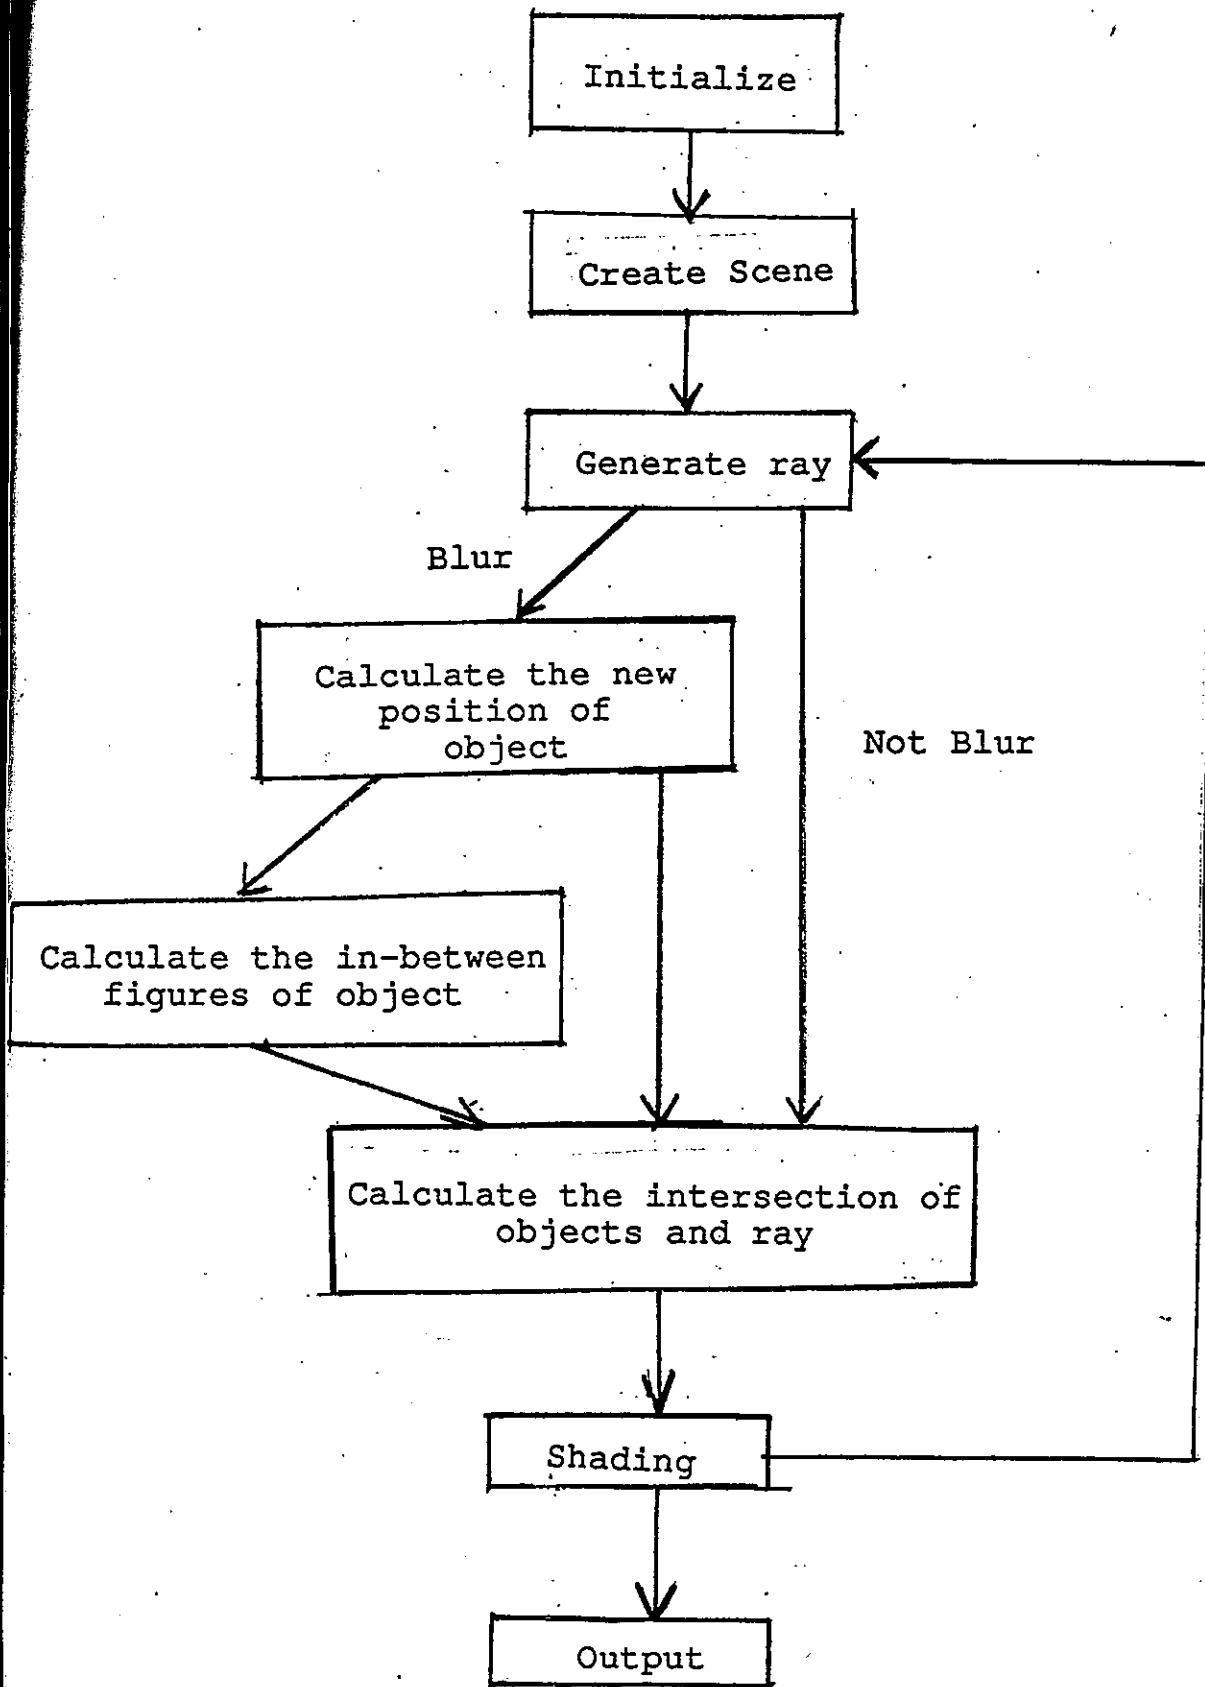 Initialize
Create Scene
Generate ray
Blur
Calculate the new
position of
object
Not Blur
Calculate the in-between
figures of object
Calculate the intersection of
objects and ray
Shading
Output